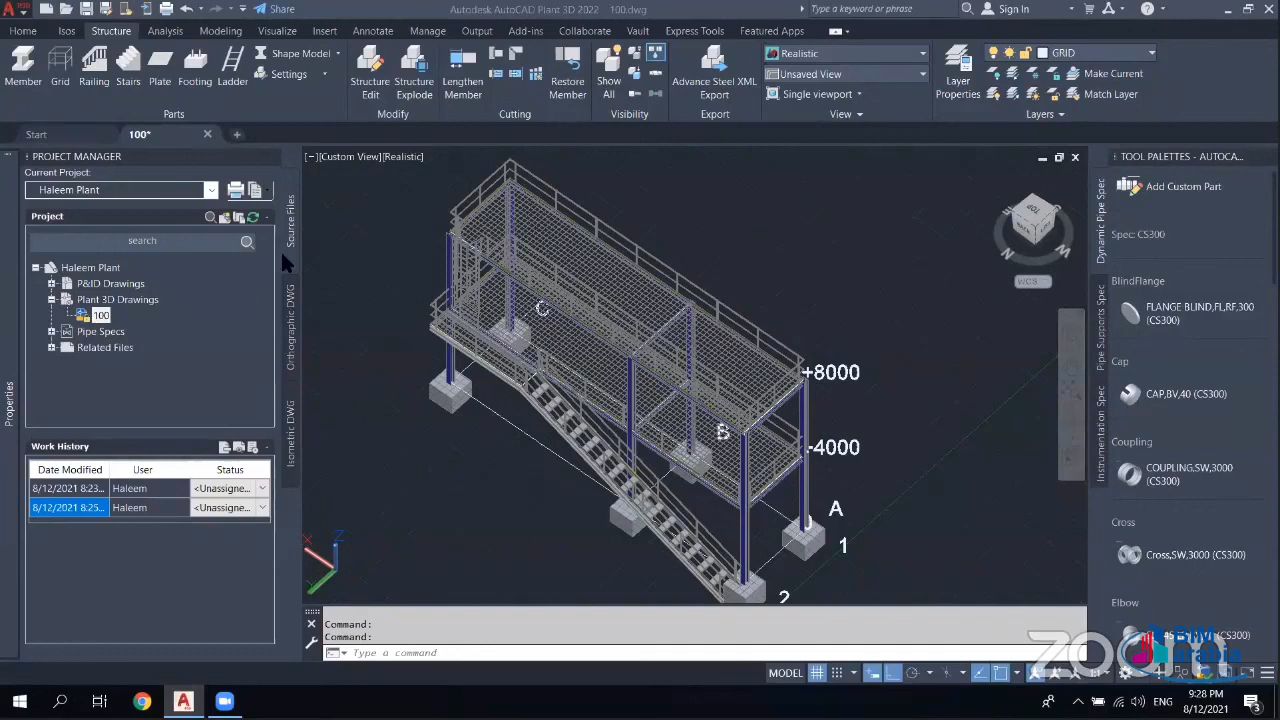 Share
Autodesk AutoCAD Plant 3D 2022 100.dwg
Type a keyword or phrase
Sign In
Home Isos Structure Analysis Modeling Visualize Insert Annotate Manage Output Add-ins Collaborate Vault Express Tools Featured Apps
Member Grid Railing Stairs Plate Footing Ladder
Shape Model
Settings
Parts
Structure Edit
Structure Explode
Modify
Lengthen Member
Restore Member
Cutting
Show All
Visibility
Advance Steel XML Export
Export
Realistic
Unsaved View
Single viewport
View
Layer Properties
GRID
Make Current
Match Layer
Layers
Start
100*
PROJECT MANAGER
Current Project:
Haleem Plant
Project
search
Haleem Plant
P&ID Drawings
Plant 3D Drawings
100
Pipe Specs
Related Files
Source Files
Orthographic DWG
Isometric DWG
Properties
Work History
Date Modified User Status
8/12/2021 8:23... Haleem <Unassigne...
8/12/2021 8:25... Haleem <Unassigne...
[−][Custom View][Realistic]
TOP
BACK
N
M
WCS
C
B
A
1
2
+8000
-4000
X
Z
Command:
Command:
Type a command
TOOL PALETTES - AUTOCA...
Add Custom Part
Spec: CS300
BlindFlange
FLANGE BLIND,FL,RF,300 (CS300)
Cap
CAP,BV,40 (CS300)
Coupling
COUPLING,SW,3000 (CS300)
Cross
Cross,SW,3000 (CS300)
Elbow
(CS300)
Dynamic Pipe Spec
Pipe Supports Spec
Instrumentation Spec
zoom
BIM arabia
MODEL
ENG
9:28 PM
8/12/2021
3